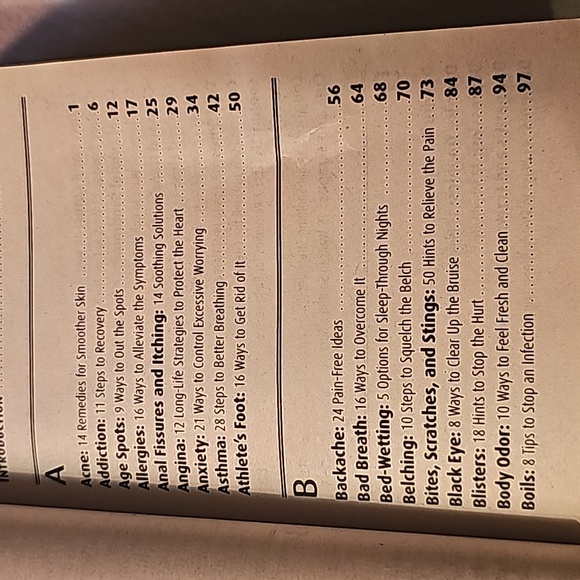 INTRODUCTION
A
Acne: 14 Remedies for Smoother Skin 1
Addiction: 11 Steps to Recovery 6
Age Spots: 9 Ways to Out the Spots 12
Allergies: 16 Ways to Alleviate the Symptoms 17
Anal Fissures and Itching: 14 Soothing Solutions 25
Angina: 12 Long-Life Strategies to Protect the Heart 29
Anxiety: 21 Ways to Control Excessive Worrying 34
Asthma: 28 Steps to Better Breathing 42
Athlete's Foot: 16 Ways to Get Rid of It 50
B
Backache: 24 Pain-Free Ideas 56
Bad Breath: 16 Ways to Overcome It 64
Bed-Wetting: 5 Options for Sleep-Through Nights 68
Belching: 10 Steps to Squelch the Belch 70
Bites, Scratches, and Stings: 50 Hints to Relieve the Pain 73
Black Eye: 8 Ways to Clear Up the Bruise 84
Blisters: 18 Hints to Stop the Hurt 87
Body Odor: 10 Ways to Feel Fresh and Clean 94
Boils: 8 Tips to Stop an Infection 97